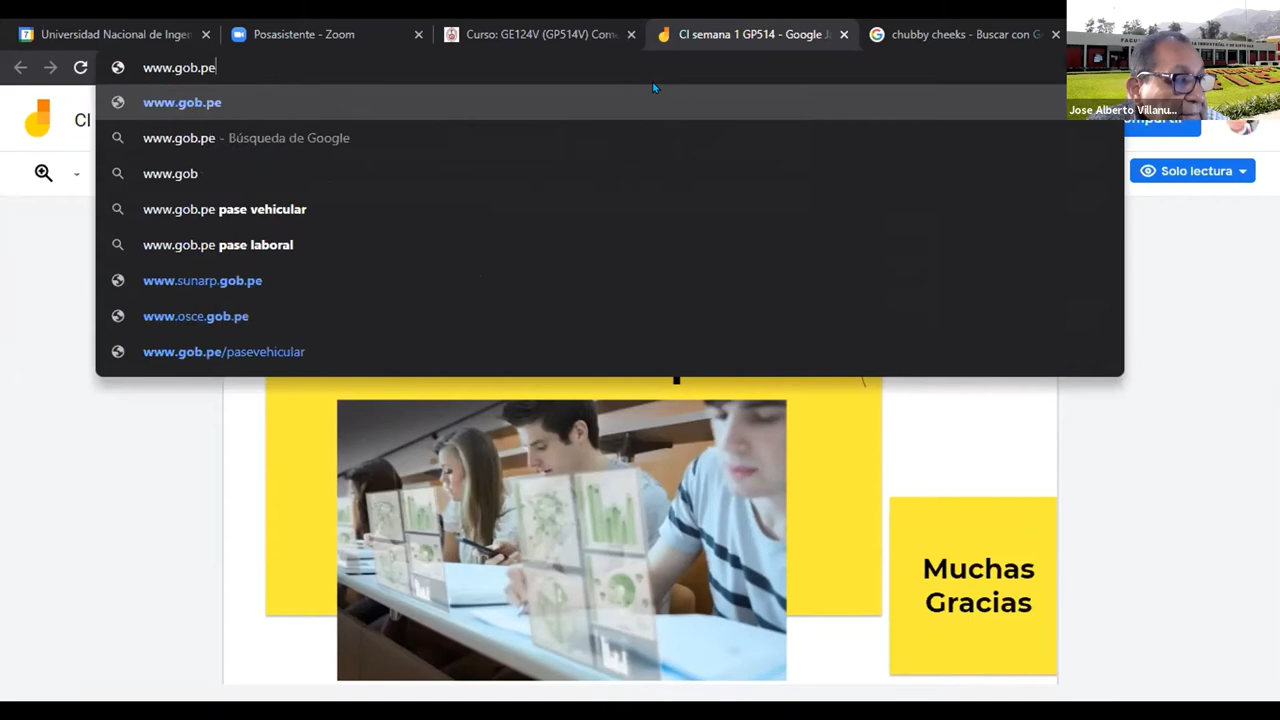 Universidad Nacional de Ingen
Posasistente - Zoom
Curso: GE124V (GP514V) Com
CI semana 1 GP514 - Google Ja
chubby cheeks - Buscar con G
www.gob.pe
Jose Alberto Villanu...
CI
www.gob.pe
www.gob.pe - Búsqueda de Google
www.gob
www.gob.pe pase vehicular
www.gob.pe pase laboral
www.sunarp.gob.pe
www.osce.gob.pe
www.gob.pe/pasevehicular
Solo lectura
Muchas
Gracias